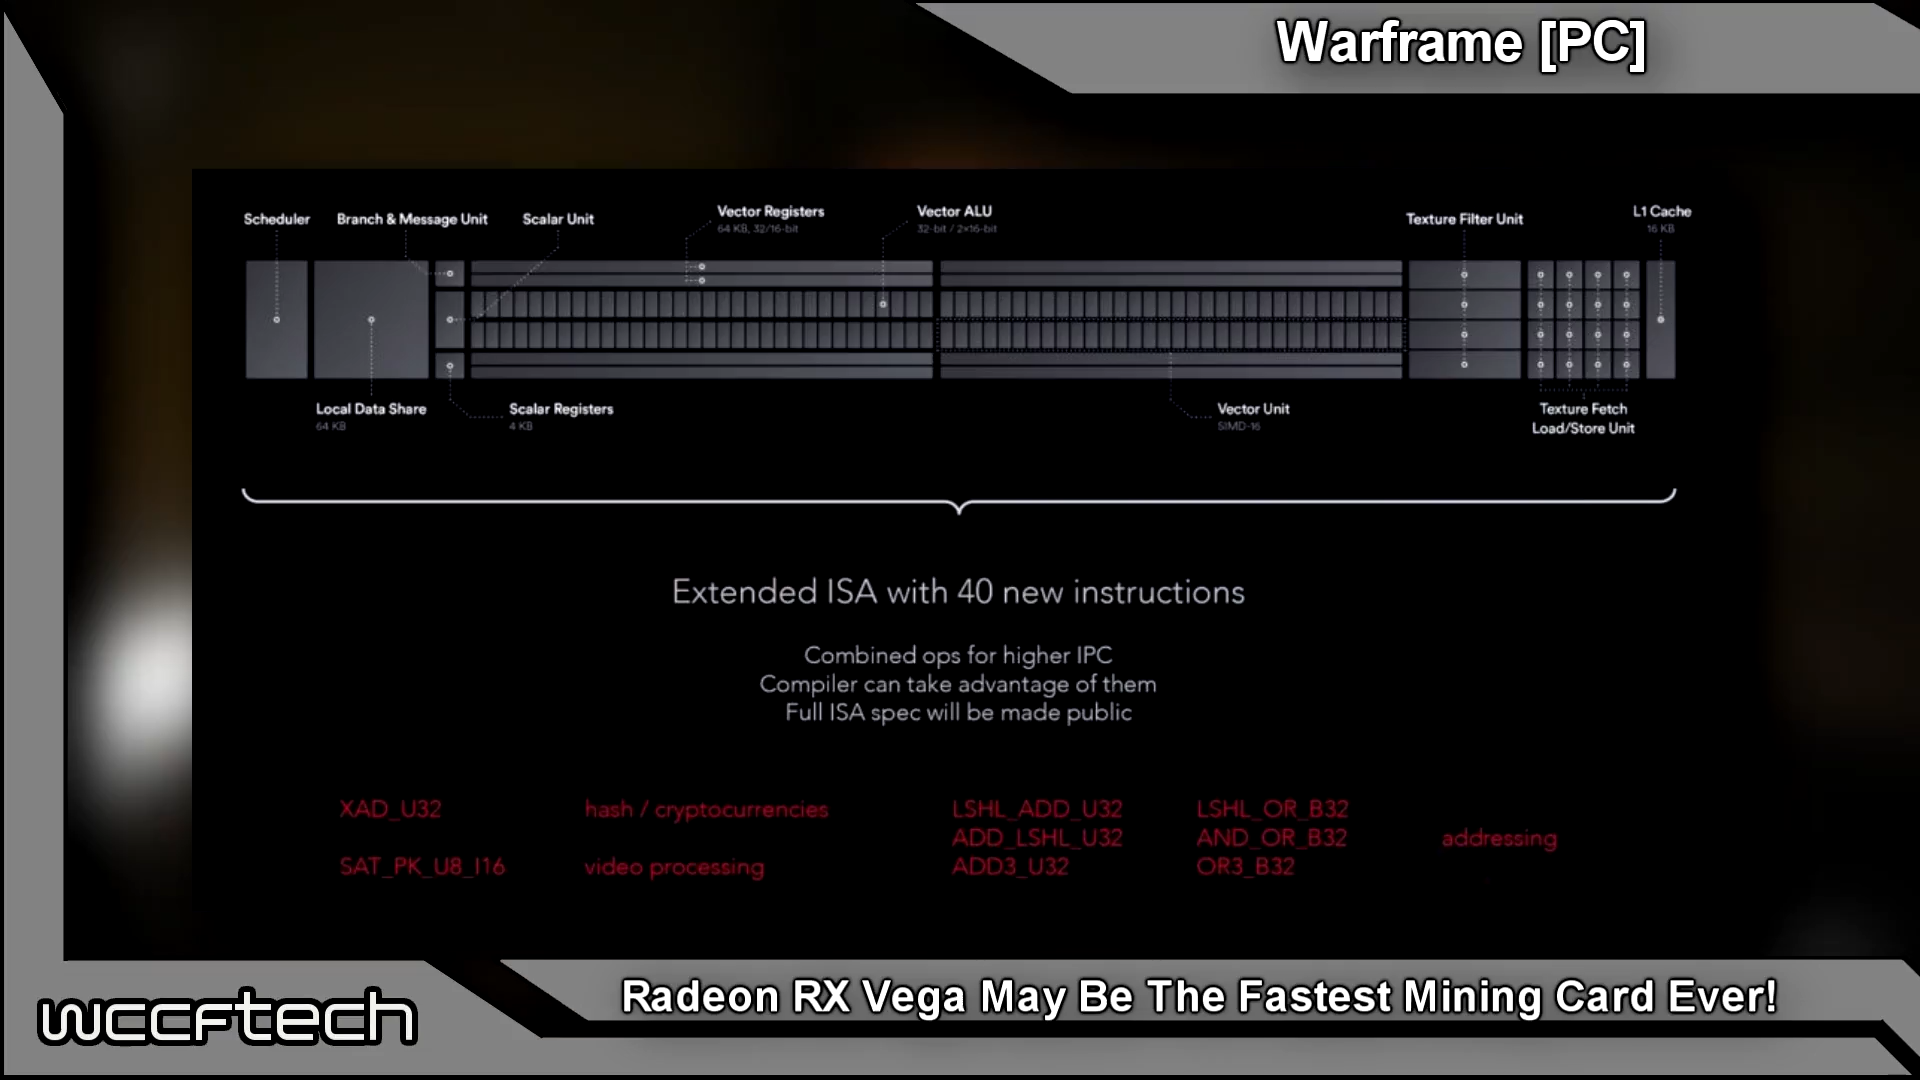 Warframe [PC]
Scheduler
Branch & Message Unit
Scalar Unit
Vector Registers
64 KB, 32/16-bit
Vector ALU
32-bit / 2×16-bit
Texture Filter Unit
L1 Cache
16 KB
Local Data Share
64 KB
Scalar Registers
4 KB
Vector Unit
SIMD-16
Texture Fetch
Load/Store Unit
Extended ISA with 40 new instructions
Combined ops for higher IPC
Compiler can take advantage of them
Full ISA spec will be made public
XAD_U32 hash / cryptocurrencies
SAT_PK_U8_I16 video processing
LSHL_ADD_U32 LSHL_OR_B32
ADD_LSHL_U32 AND_OR_B32 addressing
ADD3_U32 OR3_B32
wccftech
Radeon RX Vega May Be The Fastest Mining Card Ever!